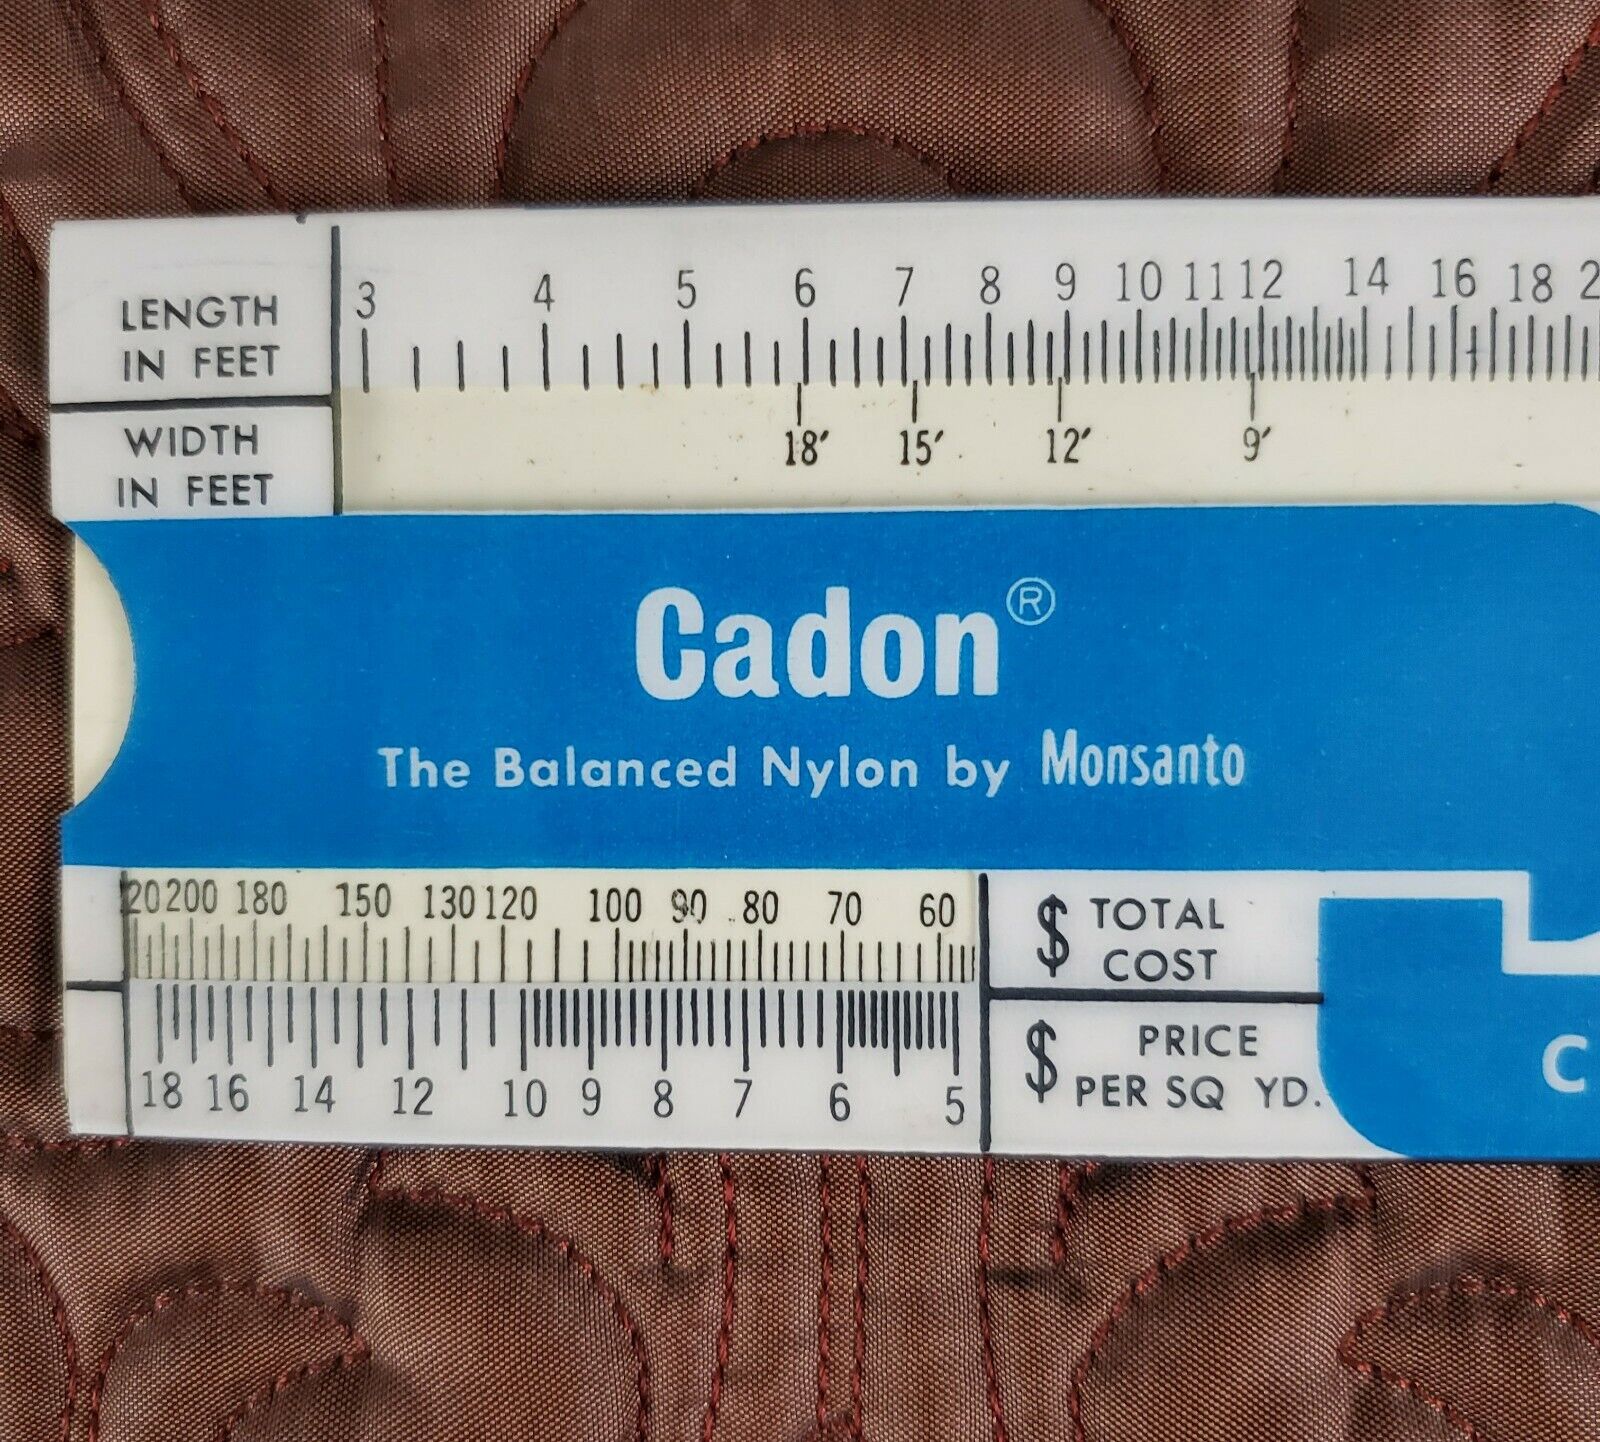 3 4 5 6 7 8 9 10 11 12 14 16 18
LENGTH
IN FEET
WIDTH
IN FEET
18′ 15′ 12′ 9′
Cadon®
The Balanced Nylon by Monsanto
20 200 180 150 130 120 100 90 80 70 60
$ TOTAL
COST
18 16 14 12 10 9 8 7 6 5
$ PRICE
PER SQ YD.
C